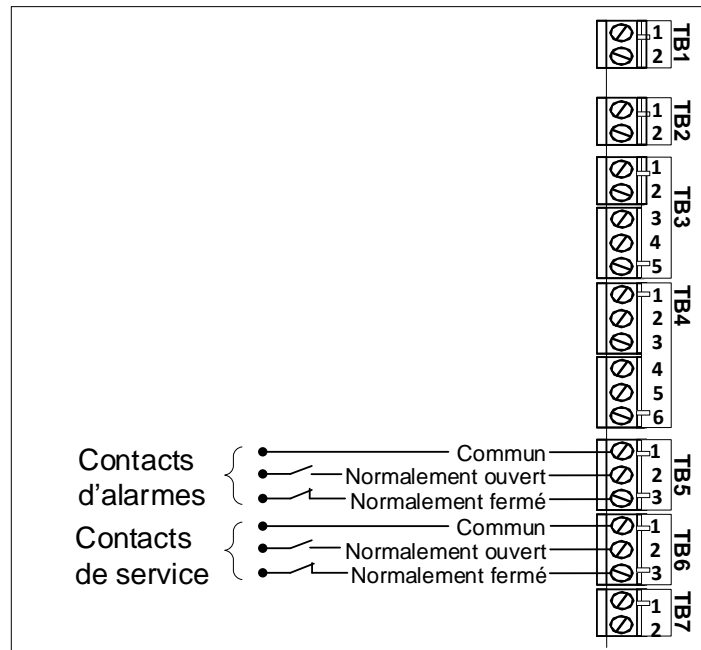 1
2
TB1
1
2
TB2
1
2
3
4
5
TB3
1
2
3
4
5
6
TB4
Contacts
d'alarmes
Commun 1
Normalement ouvert 2
Normalement fermé 3
TB5
Contacts
de service
Commun 1
Normalement ouvert 2
Normalement fermé 3
TB6
1
2
TB7